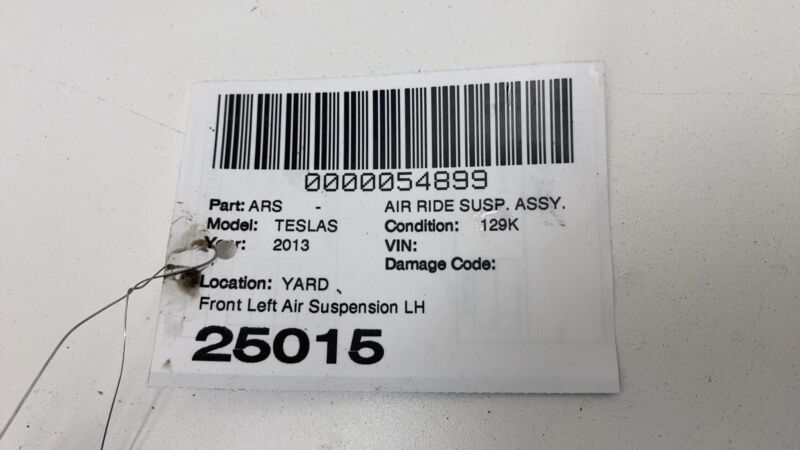 0000054899
Part: ARS - AIR RIDE SUSP. ASSY.
Model: TESLAS Condition: 129K
Year: 2013 VIN:
Damage Code:
Location: YARD
Front Left Air Suspension LH
25015